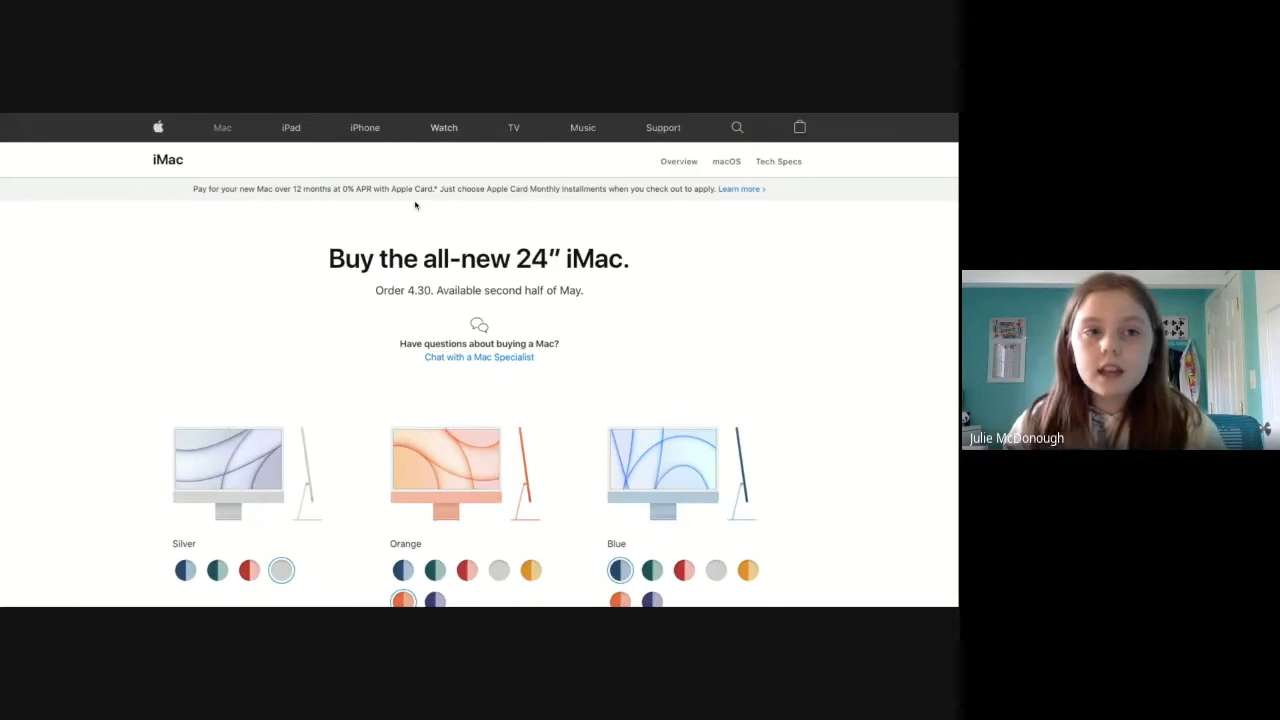 Mac iPad iPhone Watch TV Music Support
iMac
Overview macOS Tech Specs
Pay for your new Mac over 12 months at 0% APR with Apple Card.* Just choose Apple Card Monthly Installments when you check out to apply. Learn more >
Buy the all-new 24″ iMac.
Order 4.30. Available second half of May.
Have questions about buying a Mac?
Chat with a Mac Specialist
Silver Orange Blue
Julie McDonough